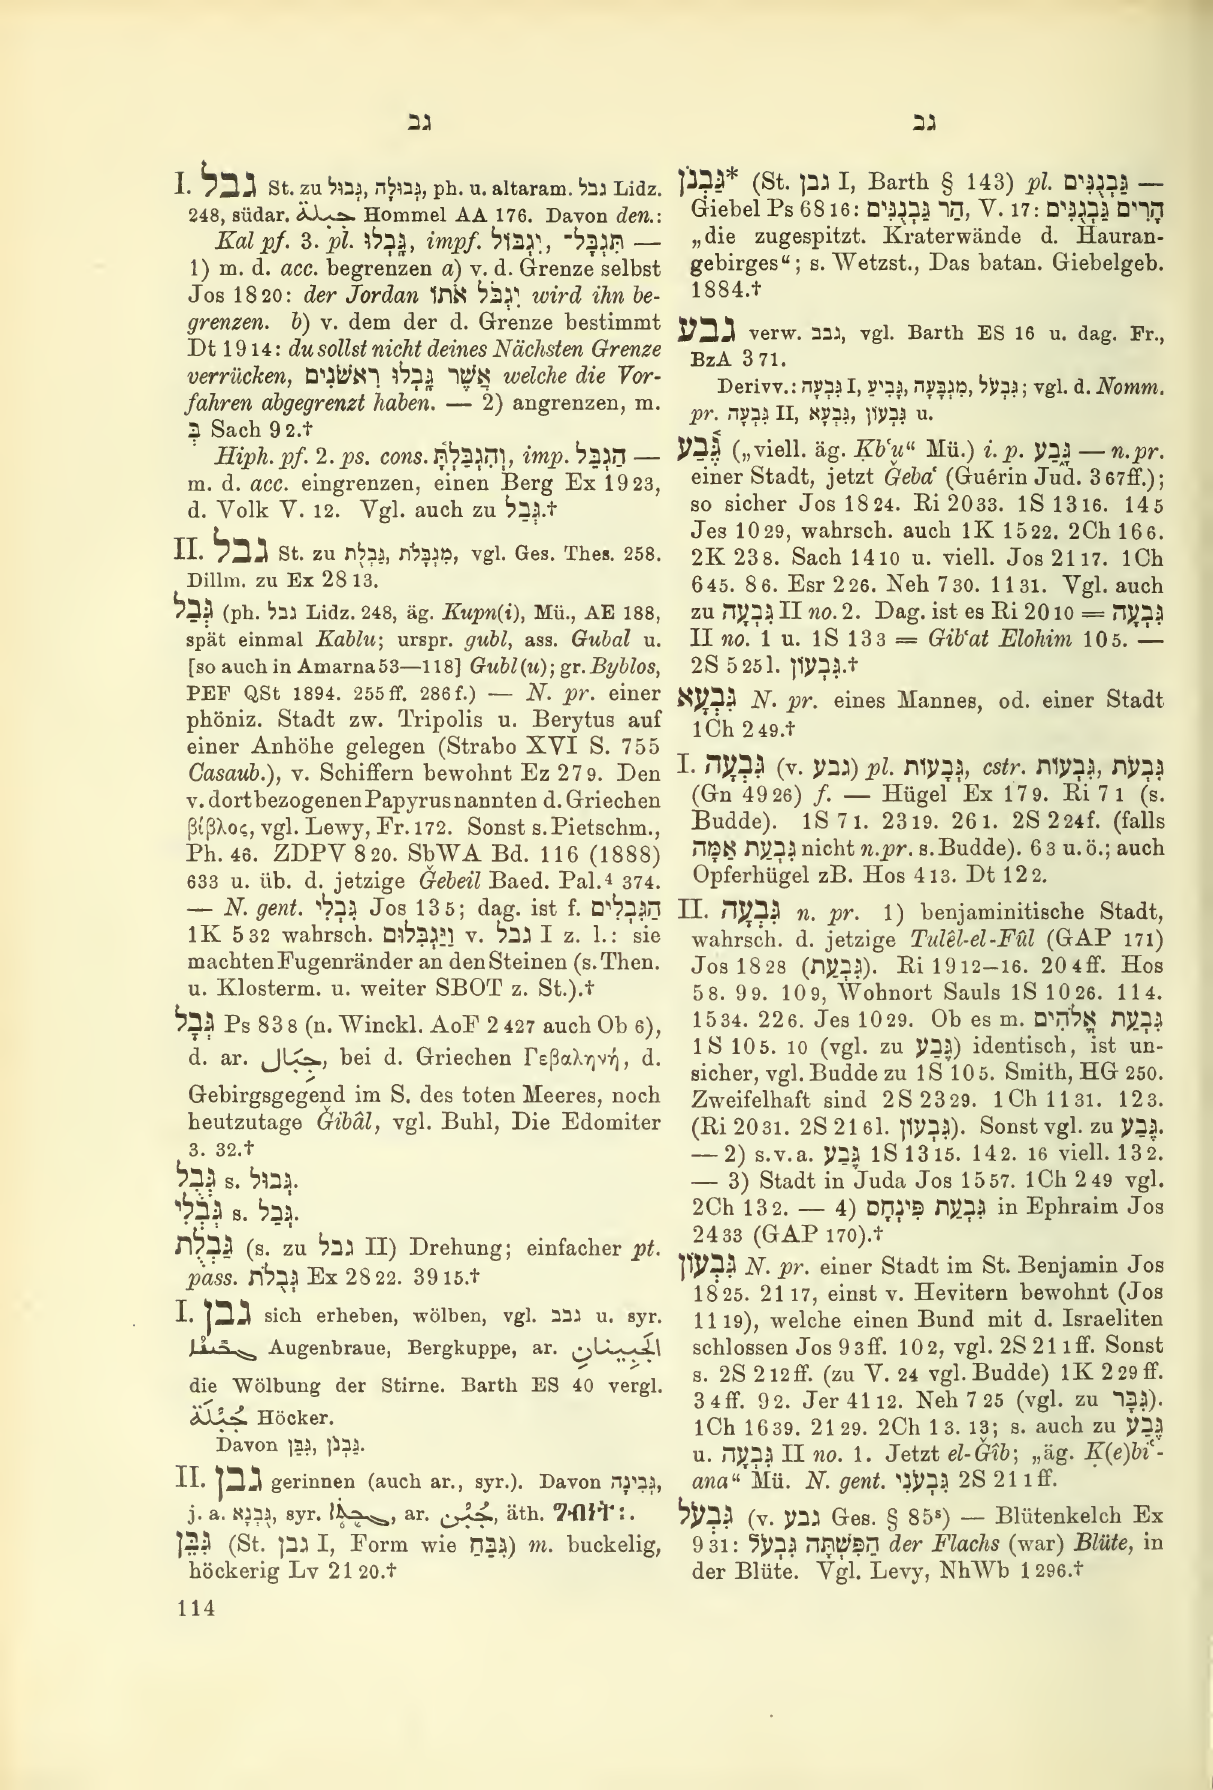 גב
גב
I. גבל St. zu גְּבוּל, גְּבוּלָה, ph. u. altaram. גבל Lidz.
248, südar. جبلة Hommel AA 176. Davon den.:
Kal pf. 3. pl. גָּבְלוּ, impf. יִגְבּוֹל, תִּגְבָּל־ —
1) m. d. acc. begrenzen a) v. d. Grenze selbst
Jos 18 20: der Jordan יִגְבֹּל אֹתוֹ wird ihn be-
grenzen. b) v. dem der d. Grenze bestimmt
Dt 19 14: du sollst nicht deines Nächsten Grenze
verrücken, אֲשֶׁר גָּבְלוּ רִאשֹׁנִים welche die Vor-
fahren abgegrenzt haben. — 2) angrenzen, m.
בְּ Sach 9 2.†
Hiph. pf. 2. ps. cons. וְהִגְבַּלְתָּ, imp. הַגְבֵּל —
m. d. acc. eingrenzen, einen Berg Ex 19 23,
d. Volk V. 12. Vgl. auch zu גְּבַל.†
II. גבל St. zu גַּבְלֻת, מִגְבָּלֹת, vgl. Ges. Thes. 258.
Dillm. zu Ex 28 13.
גְּבַל (ph. גבל Lidz. 248, äg. Kupn(i), Mü., AE 188,
spät einmal Kablu; urspr. gubl, ass. Gubal u.
[so auch in Amarna 53—118] Gubl(u); gr. Byblos,
PEF QSt 1894. 255 ff. 286 f.) — N. pr. einer
phöniz. Stadt zw. Tripolis u. Berytus auf
einer Anhöhe gelegen (Strabo XVI S. 755
Casaub.), v. Schiffern bewohnt Ez 27 9. Den
v. dort bezogenen Papyrus nannten d. Griechen
βίβλος, vgl. Lewy, Fr. 172. Sonst s. Pietschm.,
Ph. 46. ZDPV 8 20. SbWA Bd. 116 (1888)
633 u. üb. d. jetzige Ǧebeil Baed. Pal.⁴ 374.
— N. gent. גִּבְלִי Jos 13 5; dag. ist f. הַגִּבְלִים
1K 5 32 wahrsch. וַיַּגְבִּלוּם v. גבל I z. l.: sie
machten Fugenränder an den Steinen (s. Then.
u. Klosterm. u. weiter SBOT z. St.).†
גְּבָל Ps 83 8 (n. Winckl. AoF 2 427 auch Ob 6),
d. ar. جِبَال, bei d. Griechen Γεβαληνή, d.
Gebirgsgegend im S. des toten Meeres, noch
heutzutage Ǧibâl, vgl. Buhl, Die Edomiter
3. 32.†
גְּבֻל s. גְּבוּל.
גִּבְלִי s. גְּבַל.
גַּבְלֻת (s. zu גבל II) Drehung; einfacher pt.
pass. גְּבֻלֹת Ex 28 22. 39 15.†
I. גבן sich erheben, wölben, vgl. גבב u. syr.
ܓܒܝܢܐ Augenbraue, Bergkuppe, ar. الجَبِينَانِ
die Wölbung der Stirne. Barth ES 40 vergl.
جُبْلَة Höcker.
Davon גִּבֵּן, גַּבְנֹן.
II. גבן gerinnen (auch ar., syr.). Davon גְּבִינָה,
j. a. גֻּבְנָא, syr. ܓܒܬܐ, ar. جُبْن, äth. ግብነት፡.
גִּבֵּן (St. גבן I, Form wie גִּבֵּחַ) m. buckelig,
höckerig Lv 21 20.†
114
גַּבְנֹן* (St. גבן I, Barth § 143) pl. גַּבְנֻנִּים —
Giebel Ps 68 16: הַר גַּבְנֻנִּים, V. 17: הָרִים גַּבְנֻנִּים
„die zugespitzt. Kraterwände d. Hauran-
gebirges“; s. Wetzst., Das batan. Giebelgeb.
1884.†
גבע verw. גבב, vgl. Barth ES 16 u. dag. Fr.,
BzA 3 71.
Derivv.: גִּבְעָה I, גָּבִיעַ, מִגְבָּעָה, גִּבְעֹל; vgl. d. Nomm.
pr. גִּבְעָה II, גִּבְעָא, גִּבְעוֹן u.
גֶּבַע („viell. äg. Ḳb‘u“ Mü.) i. p. גָּבַע — n. pr.
einer Stadt, jetzt Ǧeba‘ (Guérin Jud. 3 67 ff.);
so sicher Jos 18 24. Ri 20 33. 1S 13 16. 14 5
Jes 10 29, wahrsch. auch 1K 15 22. 2Ch 16 6.
2K 23 8. Sach 14 10 u. viell. Jos 21 17. 1Ch
6 45. 8 6. Esr 2 26. Neh 7 30. 11 31. Vgl. auch
zu גִּבְעָה II no. 2. Dag. ist es Ri 20 10 = גִּבְעָה
II no. 1 u. 1S 13 3 = Gib‘at Elohim 10 5. —
2S 5 25 l. גִּבְעוֹן.†
גִּבְעָא N. pr. eines Mannes, od. einer Stadt
1Ch 2 49.†
I. גִּבְעָה (v. גבע) pl. גְּבָעוֹת, cstr. גִּבְעוֹת, גִּבְעֹת
(Gn 49 26) f. — Hügel Ex 17 9. Ri 7 1 (s.
Budde). 1S 7 1. 23 19. 26 1. 2S 2 24 f. (falls
גִּבְעַת אַמָּה nicht n. pr. s. Budde). 6 3 u. ö.; auch
Opferhügel zB. Hos 4 13. Dt 12 2.
II. גִּבְעָה n. pr. 1) benjaminitische Stadt,
wahrsch. d. jetzige Tulêl-el-Fûl (GAP 171)
Jos 18 28 (גִּבְעַת). Ri 19 12–16. 20 4 ff. Hos
5 8. 9 9. 10 9, Wohnort Sauls 1S 10 26. 11 4.
15 34. 22 6. Jes 10 29. Ob es m. גִּבְעַת אֱלֹהִים
1S 10 5. 10 (vgl. zu גֶּבַע) identisch, ist un-
sicher, vgl. Budde zu 1S 10 5. Smith, HG 250.
Zweifelhaft sind 2S 23 29. 1Ch 11 31. 12 3.
(Ri 20 31. 2S 21 6 l. גִּבְעוֹן). Sonst vgl. zu גֶּבַע.
— 2) s. v. a. גֶּבַע 1S 13 15. 14 2. 16 viell. 13 2.
— 3) Stadt in Juda Jos 15 57. 1Ch 2 49 vgl.
2Ch 13 2. — 4) גִּבְעַת פִּינְחָס in Ephraim Jos
24 33 (GAP 170).†
גִּבְעוֹן N. pr. einer Stadt im St. Benjamin Jos
18 25. 21 17, einst v. Hevitern bewohnt (Jos
11 19), welche einen Bund mit d. Israeliten
schlossen Jos 9 3 ff. 10 2, vgl. 2S 21 1 ff. Sonst
s. 2S 2 12 ff. (zu V. 24 vgl. Budde) 1K 2 29 ff.
3 4 ff. 9 2. Jer 41 12. Neh 7 25 (vgl. zu גִּבָּר).
1Ch 16 39. 21 29. 2Ch 1 3. 13; s. auch zu גֶּבַע
u. גִּבְעָה II no. 1. Jetzt el-Ǧîb; „äg. Ḳ(e)bi‘-
ana“ Mü. N. gent. גִּבְעֹנִי 2S 21 1 ff.
גִּבְעֹל (v. גבע Ges. § 85ˢ) — Blütenkelch Ex
9 31: הַפִּשְׁתָּה גִּבְעֹל der Flachs (war) Blüte, in
der Blüte. Vgl. Levy, NhWb 1 296.†